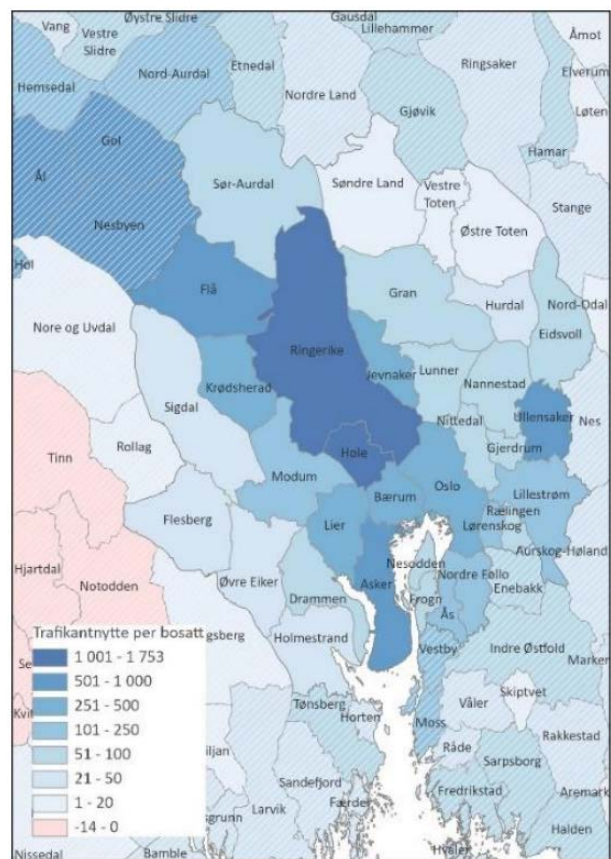 Vang
Øystre Slidre
Gausdal
Lillehammer
Åmot
Vestre
Slidre
Etnedal
Ringsaker
Elverum
Hemsedal
Nord-Aurdal
Nordre Land
Gjøvik
Løten
Gol
Hamar
Ål
Sør-Aurdal
Søndre Land
Vestre
Toten
Stange
Nesbyen
Østre Toten
Hol
Flå
Gran
Hurdal
Nord-Odal
Nore og Uvdal
Eidsvoll
Ringerike
Jevnaker
Lunner
Nannestad
Krødsherad
Sigdal
Nittedal
Ullensaker
Nes
Rollag
Hole
Gjerdrum
Tinn
Modum
Bærum
Oslo
Lillestrøm
Flesberg
Lier
Rælingen
Lørenskog
Hjartdal
Nesodden
Aurskog-Høland
Notodden
Øvre Eiker
Asker
Nordre Follo
Drammen
Frogn
Enebakk
Ås
Trafikantnytte per bosatt
ngsberg
Holmestrand
Vestby
Indre Østfold
Marker
Se
1 001 - 1 753
501 - 1 000
Tønsberg
Skiptvet
Kvit
251 - 500
Horten
Moss
Våler
Rakkestad
101 - 250
Råde
51 - 100
iljan
Sarpsborg
21 - 50
Sandefjord
Fredrikstad
Aremark
1 - 20
Larvik
Færder
-14 - 0
sgrunn
Halden
Nissedal
Bamble
Hvaler